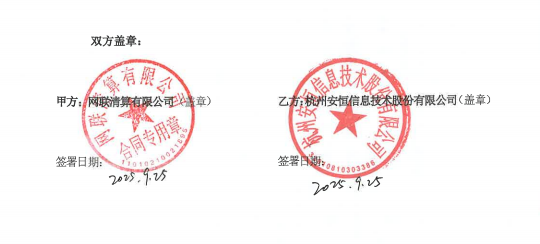 双方盖章：
甲方：网联清算有限公司（盖章）
网联清算有限公司
合同专用章
签署日期：
2025.9.25
乙方：杭州安恒信息技术股份有限公司（盖章）
杭州安恒信息技术股份有限公司
签署日期：
2025.9.25